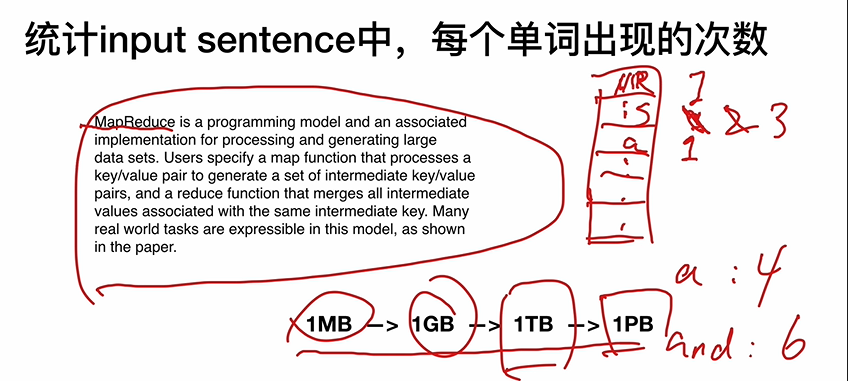 统计input sentence中，每个单词出现的次数
MapReduce is a programming model and an associated
implementation for processing and generating large
data sets. Users specify a map function that processes a
key/value pair to generate a set of intermediate key/value
pairs, and a reduce function that merges all intermediate
values associated with the same intermediate key. Many
real world tasks are expressible in this model, as shown
in the paper.
MR 1
is 2 3
a 1
a : 4
1MB -> 1GB -> 1TB -> 1PB
and : 6